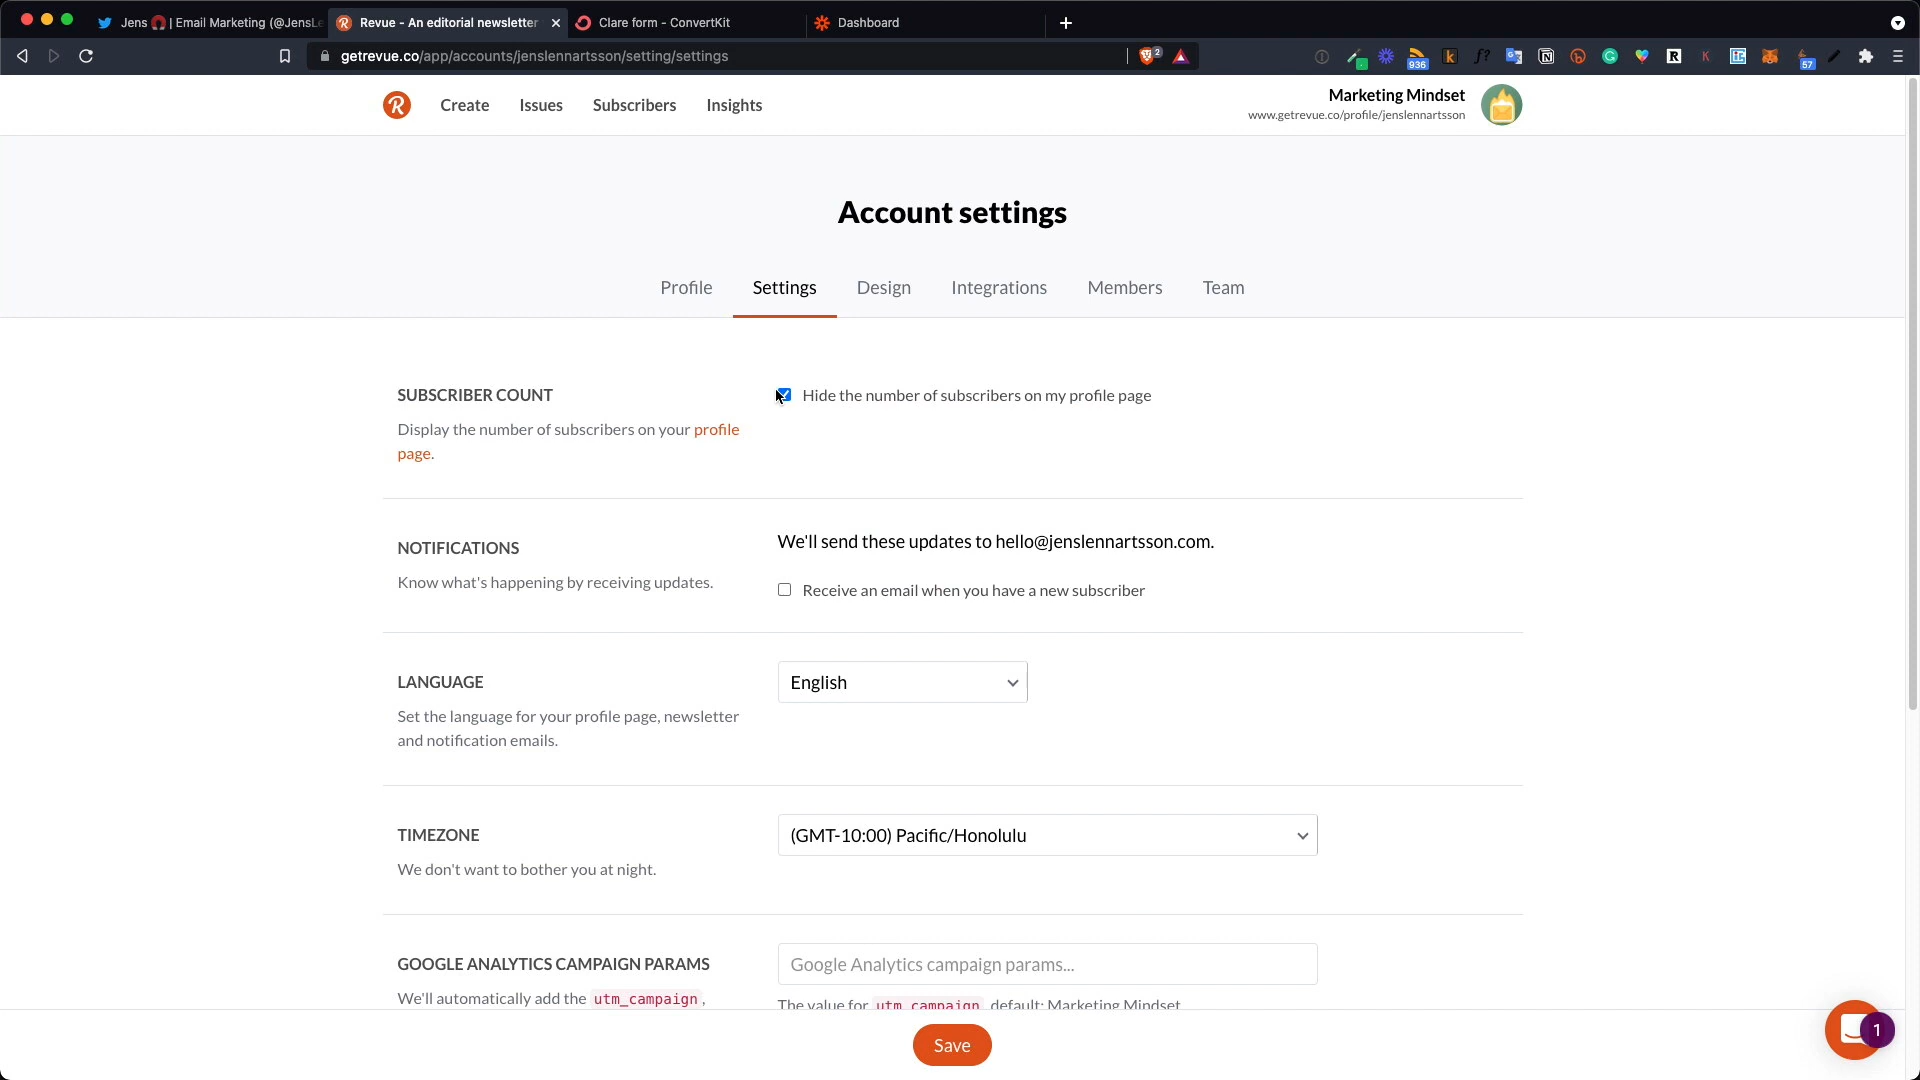 Jens | Email Marketing (@JensLe
Revue - An editorial newsletter
Clare form - ConvertKit
Dashboard
getrevue.co/app/accounts/jenslennartsson/setting/settings
2
936
57
Create
Issues
Subscribers
Insights
Marketing Mindset
www.getrevue.co/profile/jenslennartsson
Account settings
Profile
Settings
Design
Integrations
Members
Team
SUBSCRIBER COUNT
Display the number of subscribers on your profile
page.
Hide the number of subscribers on my profile page
NOTIFICATIONS
Know what's happening by receiving updates.
We'll send these updates to hello@jenslennartsson.com.
Receive an email when you have a new subscriber
LANGUAGE
Set the language for your profile page, newsletter
and notification emails.
English
TIMEZONE
We don't want to bother you at night.
(GMT-10:00) Pacific/Honolulu
GOOGLE ANALYTICS CAMPAIGN PARAMS
We'll automatically add the utm_campaign,
Google Analytics campaign params...
The value for utm_campaign, default: Marketing Mindset
Save
1